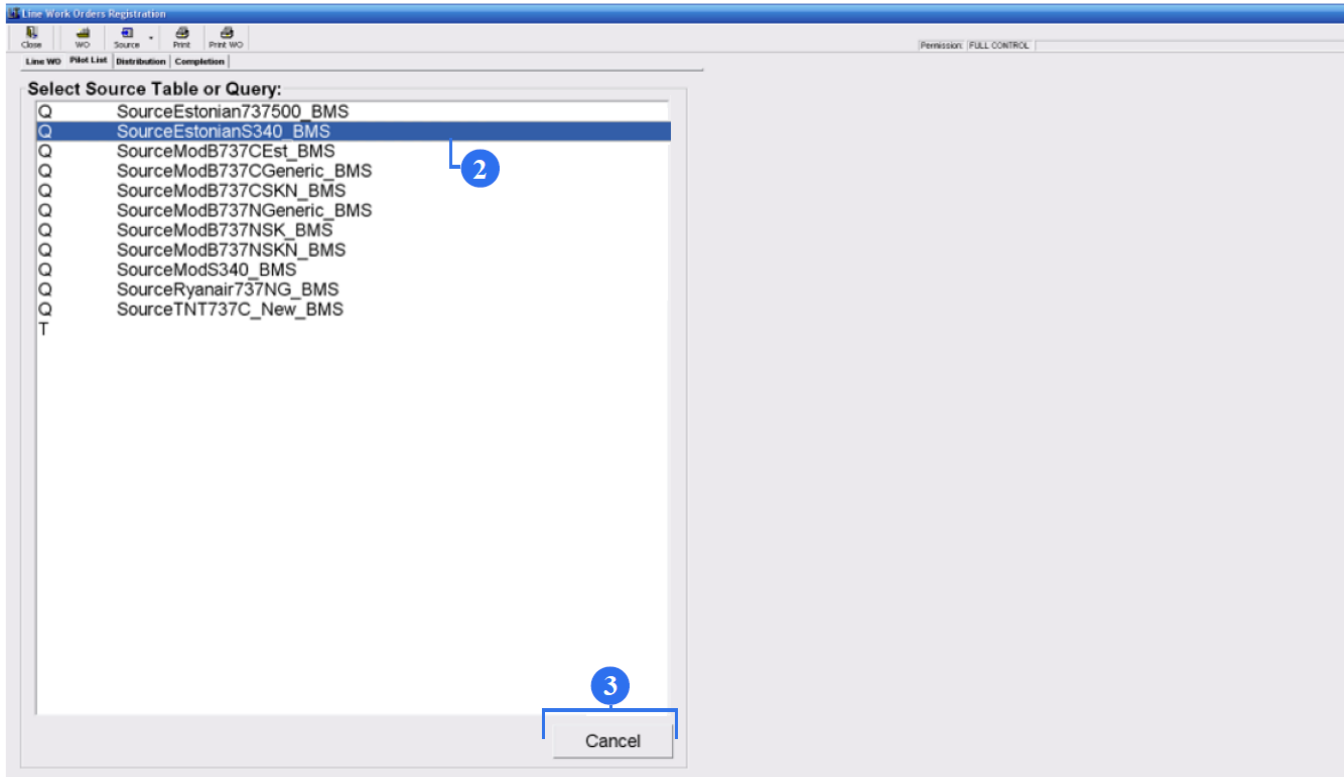 Line Work Orders Registration
Close WO Source Print Print WO
Permission: FULL CONTROL
Line WO Pilot List Distribution Completion
Select Source Table or Query:
Q SourceEstonian737500_BMS
Q SourceEstonianS340_BMS
Q SourceModB737CEst_BMS
Q SourceModB737CGeneric_BMS
Q SourceModB737CSKN_BMS
Q SourceModB737NGeneric_BMS
Q SourceModB737NSK_BMS
Q SourceModB737NSKN_BMS
Q SourceModS340_BMS
Q SourceRyanair737NG_BMS
Q SourceTNT737C_New_BMS
T
2
3
Cancel